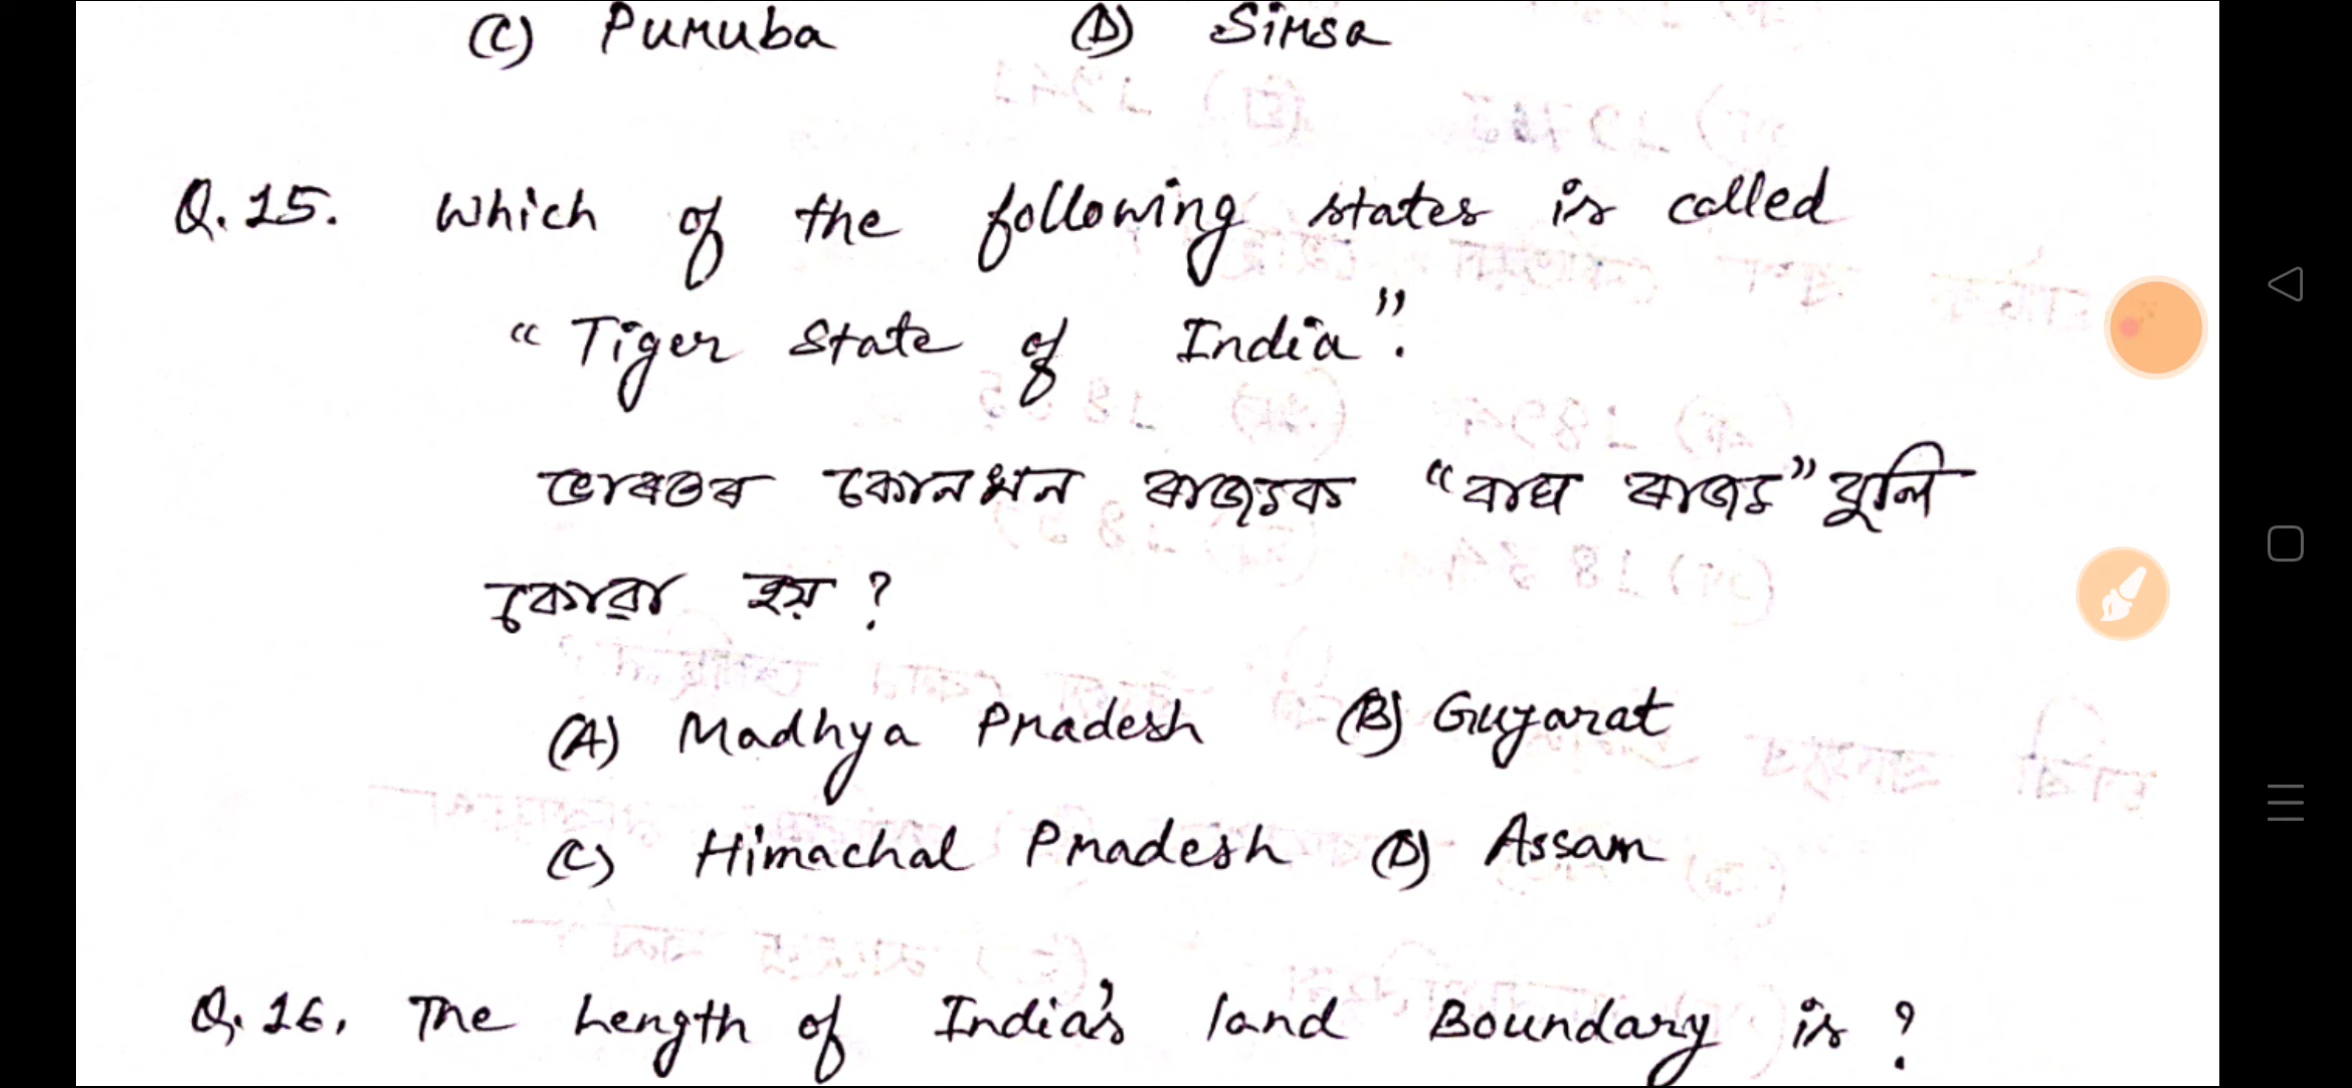 (C) Puruba (D) Sirsa
Q.15. Which of the following states is called
"Tiger State of India".
ভাৰতৰ কোনখন ৰাজ্যক "বাঘ ৰাজ্য" বুলি
কোৱা হয়?
(A) Madhya Pradesh (B) Gujarat
(C) Himachal Pradesh (D) Assam
Q.16. The Length of India's land Boundary is?